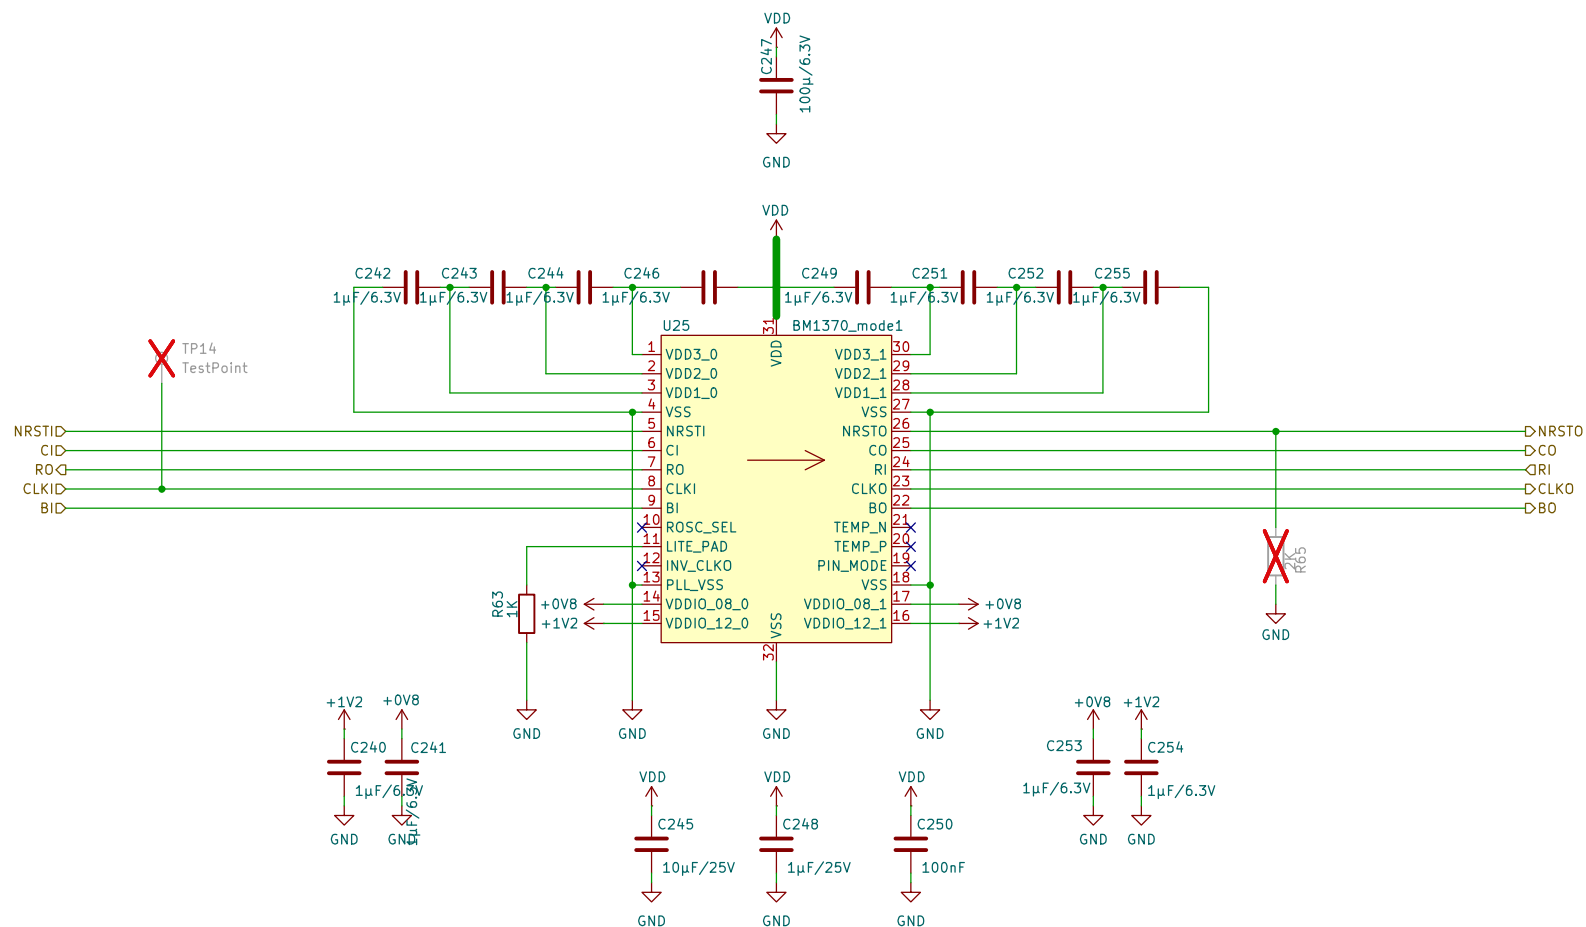 VDD
C247
100µ/6.3V
GND
VDD
C242
C243
C244
C246
C249
C251
C252
C255
1µF/6.3V
1µF/6.3V
1µF/6.3V
1µF/6.3V
1µF/6.3V
1µF/6.3V
1µF/6.3V
1µF/6.3V
U25
31
BM1370_mode1
VDD
TP14
TestPoint
1 VDD3_0
VDD3_1 30
2 VDD2_0
VDD2_1 29
3 VDD1_0
VDD1_1 28
4 VSS
VSS 27
NRSTI
5 NRSTI
NRSTO 26
NRSTO
CI
6 CI
CO 25
CO
RO
7 RO
RI 24
RI
CLKI
8 CLKI
CLKO 23
CLKO
BI
9 BI
BO 22
BO
10 ROSC_SEL
TEMP_N 21
11 LITE_PAD
TEMP_P 20
12 INV_CLKO
PIN_MODE 19
13 PLL_VSS
VSS 18
+0V8
14 VDDIO_08_0
VDDIO_08_1 17
+0V8
+1V2
15 VDDIO_12_0
VDDIO_12_1 16
+1V2
R63
1K
VSS
32
2K
R65
GND
GND
GND
GND
GND
+1V2
+0V8
C240
C241
1µF/6.3V
1µF/6.3V
GND
GND
VDD
C245
10µF/25V
GND
VDD
C248
1µF/25V
GND
VDD
C250
100nF
GND
+0V8
+1V2
C253
C254
1µF/6.3V
1µF/6.3V
GND
GND